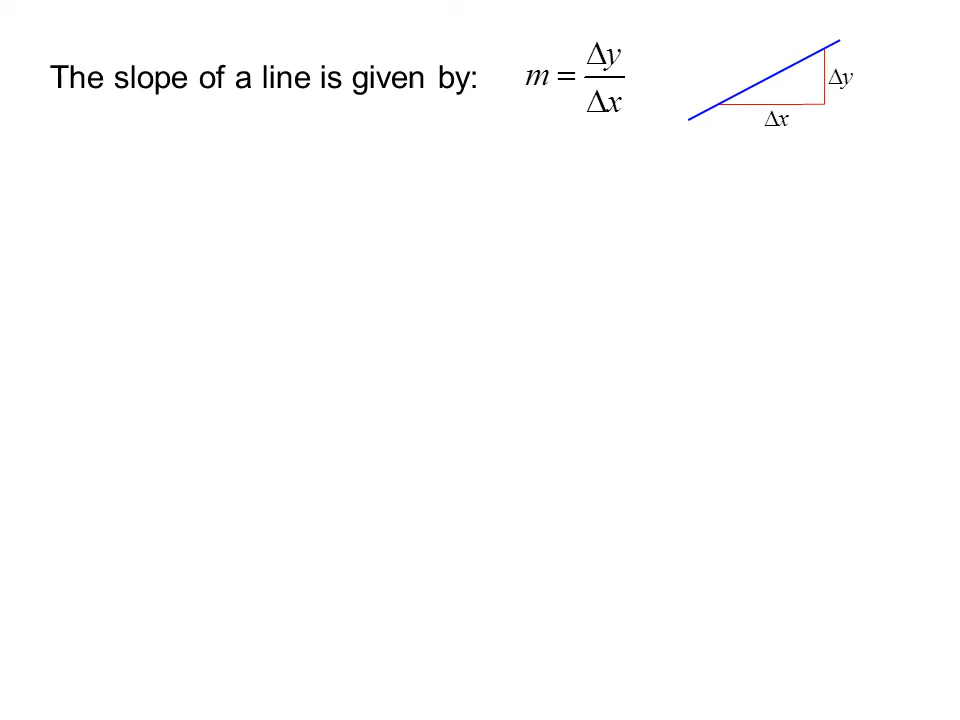 The slope of a line is given by: m = Δy/Δx
Δy
Δx